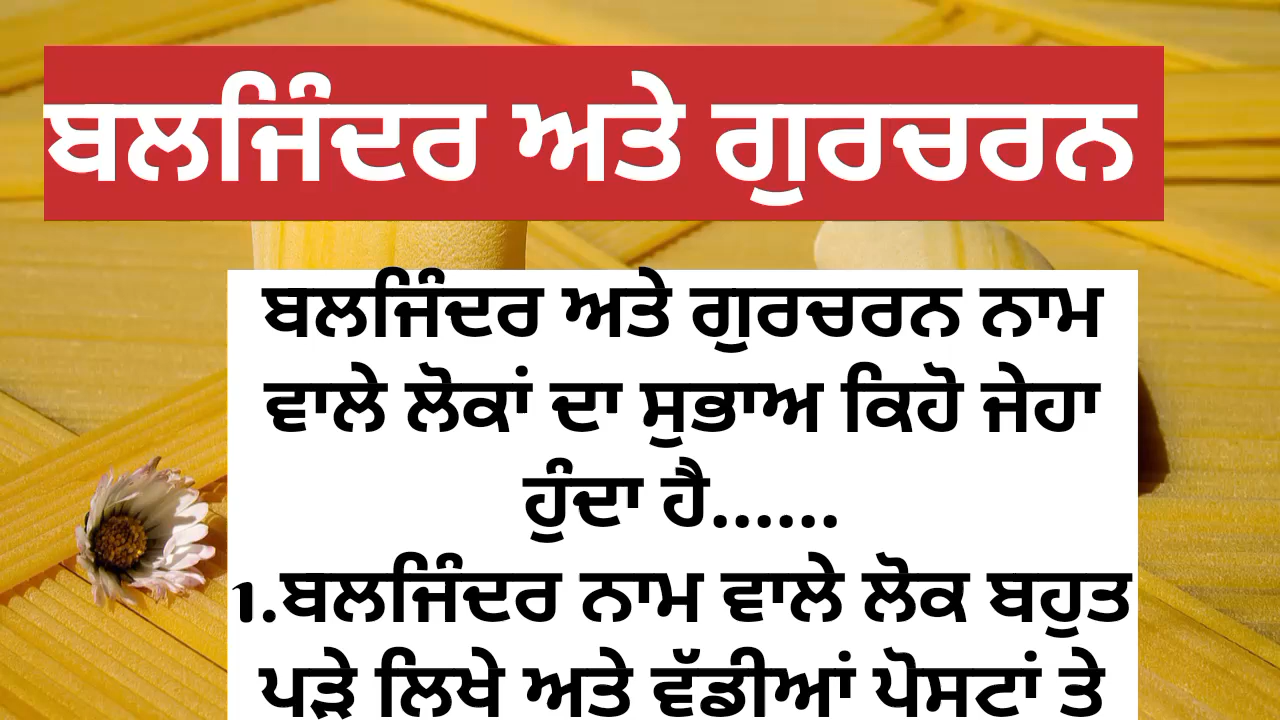 ਬਲਜਿੰਦਰ ਅਤੇ ਗੁਰਚਰਨ
ਬਲਜਿੰਦਰ ਅਤੇ ਗੁਰਚਰਨ ਨਾਮ
ਵਾਲੇ ਲੋਕਾਂ ਦਾ ਸੁਭਾਅ ਕਿਹੋ ਜੇਹਾ
ਹੁੰਦਾ ਹੈ......
1.ਬਲਜਿੰਦਰ ਨਾਮ ਵਾਲੇ ਲੋਕ ਬਹੁਤ
ਪੜੇ ਲਿਖੇ ਅਤੇ ਵੱਡੀਆਂ ਪੋਸਟਾਂ ਤੇ